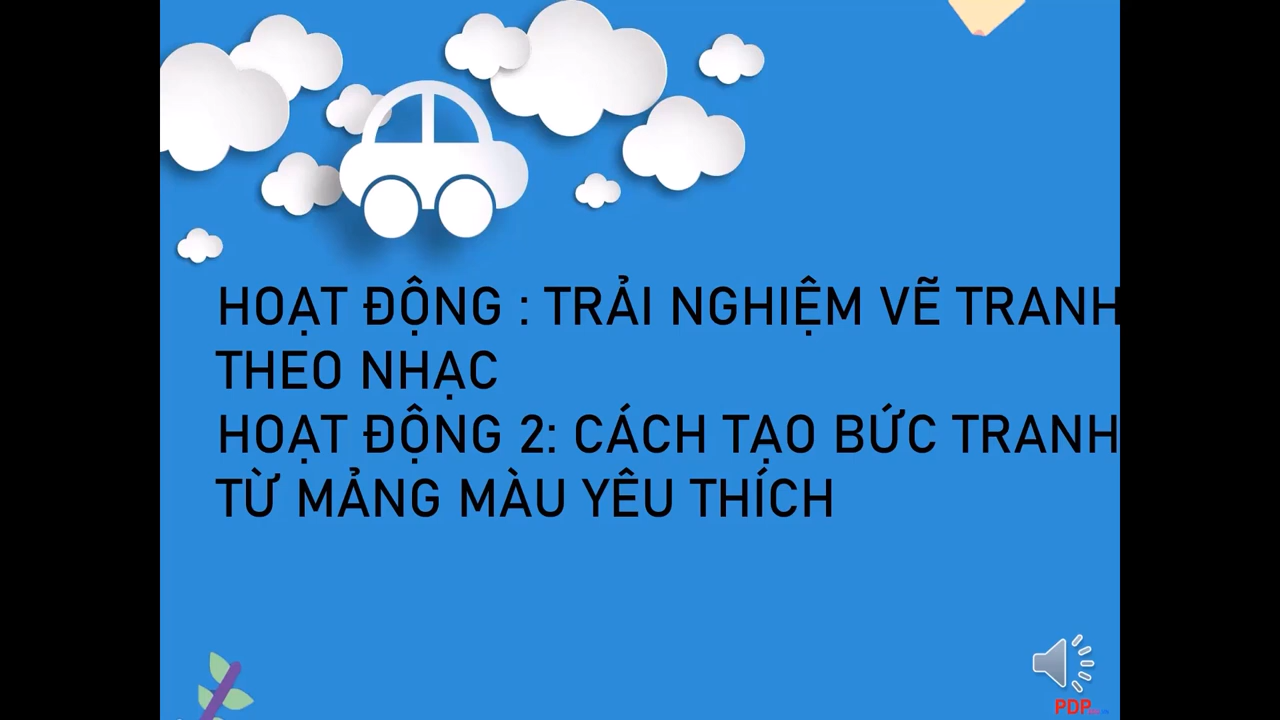 HOẠT ĐỘNG : TRẢI NGHIỆM VẼ TRANH
THEO NHẠC
HOẠT ĐỘNG 2: CÁCH TẠO BỨC TRANH
TỪ MẢNG MÀU YÊU THÍCH
PDP